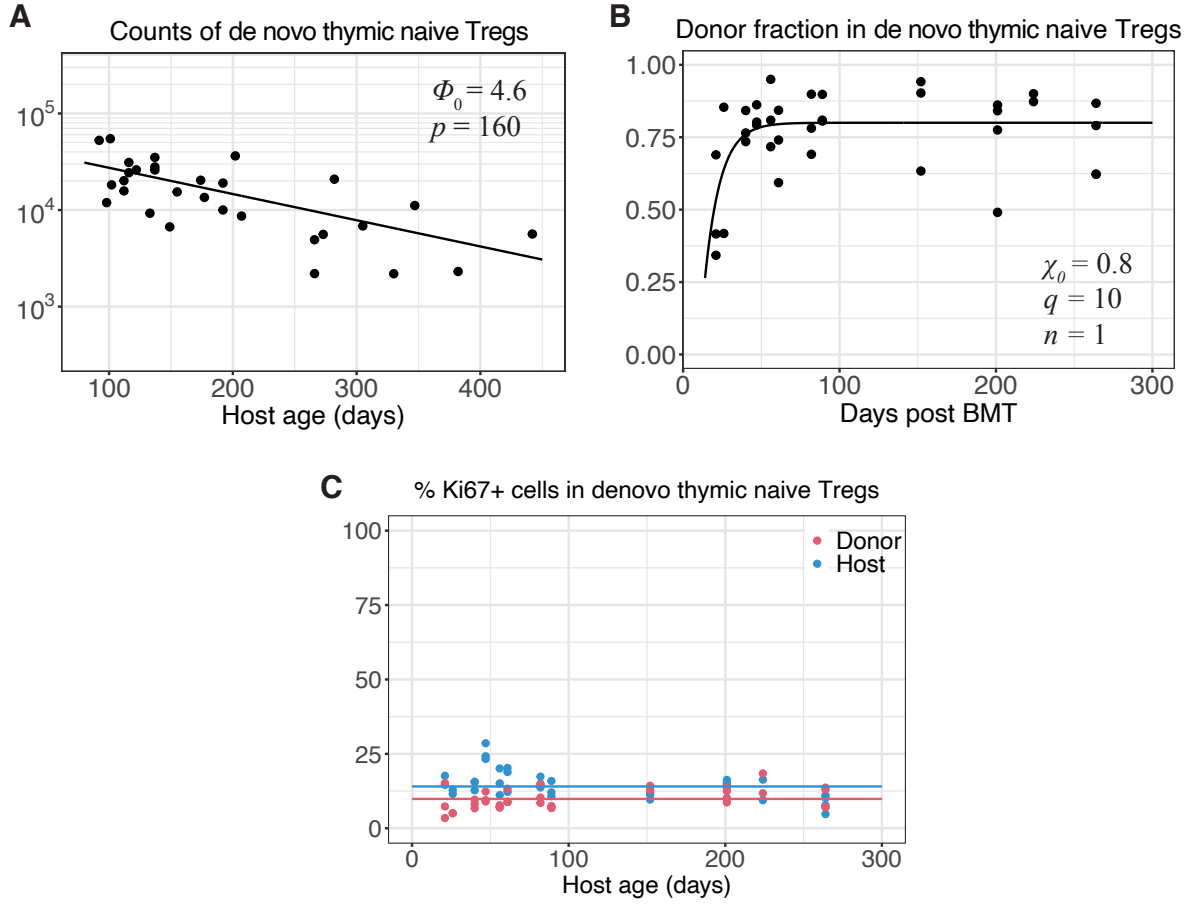 A
Counts of de novo thymic naive Tregs
Φ0 = 4.6
p = 160
10^5
10^4
10^3
100
200
300
400
Host age (days)
B
Donor fraction in de novo thymic naive Tregs
1.00
0.75
0.50
0.25
0.00
χ0 = 0.8
q = 10
n = 1
0
100
200
300
Days post BMT
C
% Ki67+ cells in denovo thymic naive Tregs
100
75
50
25
0
Donor
Host
0
100
200
300
Host age (days)